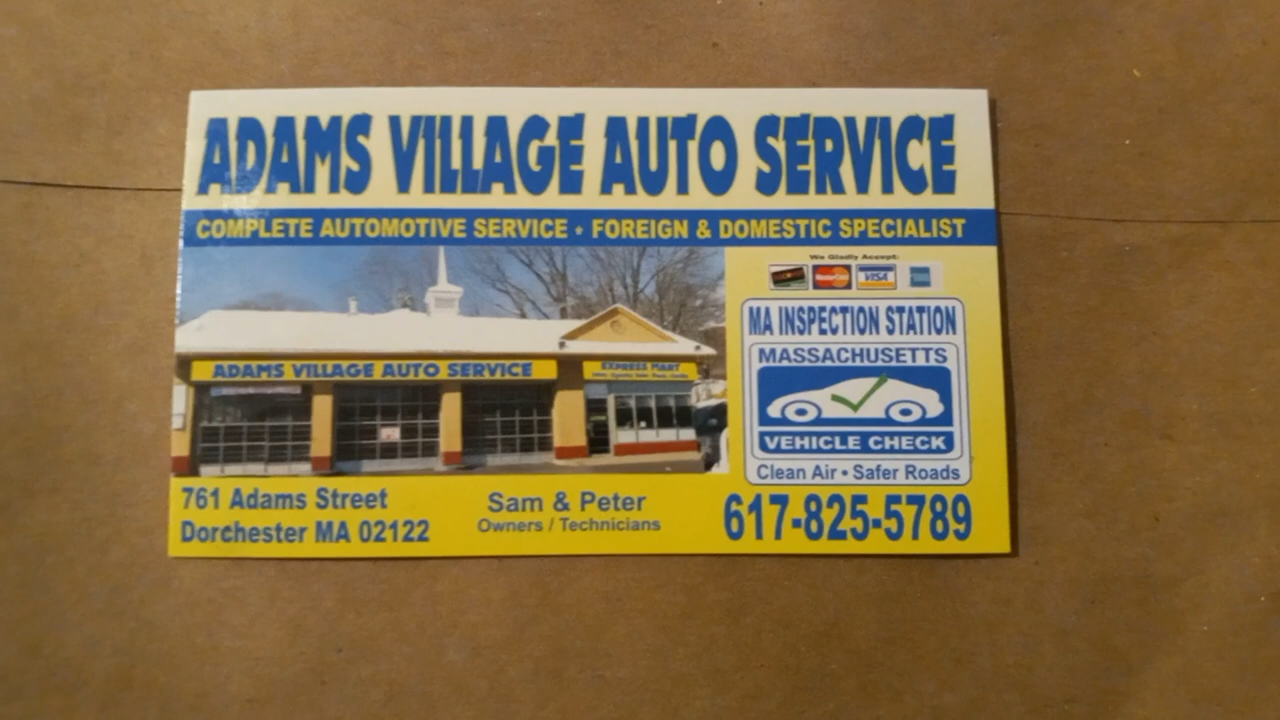 ADAMS VILLAGE AUTO SERVICE
COMPLETE AUTOMOTIVE SERVICE • FOREIGN & DOMESTIC SPECIALIST
We Gladly Accept:
MasterCard
VISA
MA INSPECTION STATION
MASSACHUSETTS
VEHICLE CHECK
Clean Air • Safer Roads
ADAMS VILLAGE AUTO SERVICE
EXPRESS MART
761 Adams Street
Dorchester MA 02122
Sam & Peter
Owners / Technicians
617-825-5789